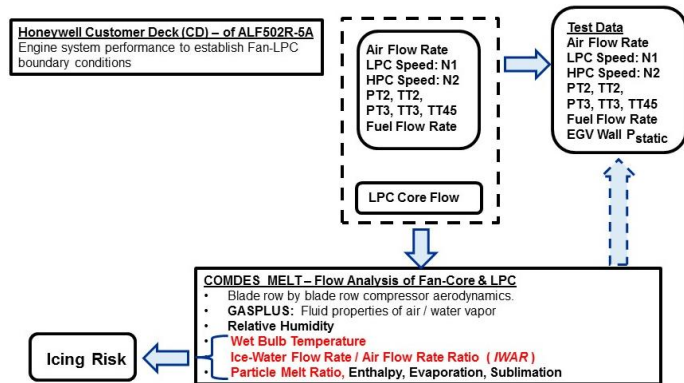 Honeywell Customer Deck (CD) – of ALF502R-5A
Engine system performance to establish Fan-LPC
boundary conditions
Air Flow Rate
LPC Speed: N1
HPC Speed: N2
PT2, TT2,
PT3, TT3, TT45
Fuel Flow Rate
LPC Core Flow
Test Data
Air Flow Rate
LPC Speed: N1
HPC Speed: N2
PT2, TT2,
PT3, TT3, TT45
Fuel Flow Rate
EGV Wall Pstatic
COMDES_MELT – Flow Analysis of Fan-Core & LPC
• Blade row by blade row compressor aerodynamics.
• GASPLUS: Fluid properties of air / water vapor
• Relative Humidity
• Wet Bulb Temperature
• Ice-Water Flow Rate / Air Flow Rate Ratio ( IWAR )
• Particle Melt Ratio, Enthalpy, Evaporation, Sublimation
Icing Risk